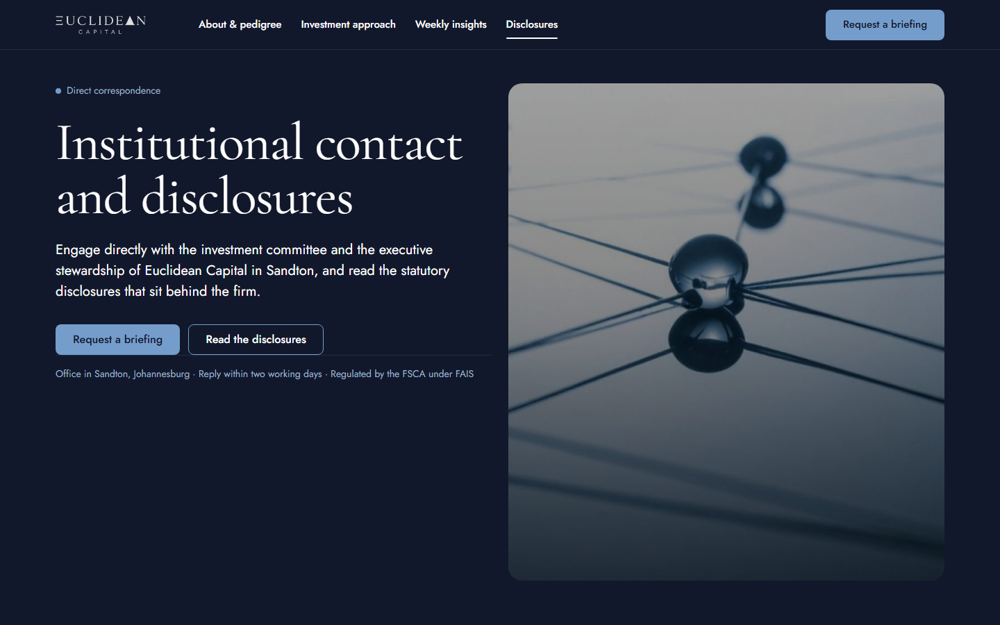 EUCLIDEAN
CAPITAL
About & pedigree
Investment approach
Weekly insights
Disclosures
Request a briefing
Direct correspondence
Institutional contact
and disclosures
Engage directly with the investment committee and the executive
stewardship of Euclidean Capital in Sandton, and read the statutory
disclosures that sit behind the firm.
Request a briefing
Read the disclosures
Office in Sandton, Johannesburg · Reply within two working days · Regulated by the FSCA under FAIS